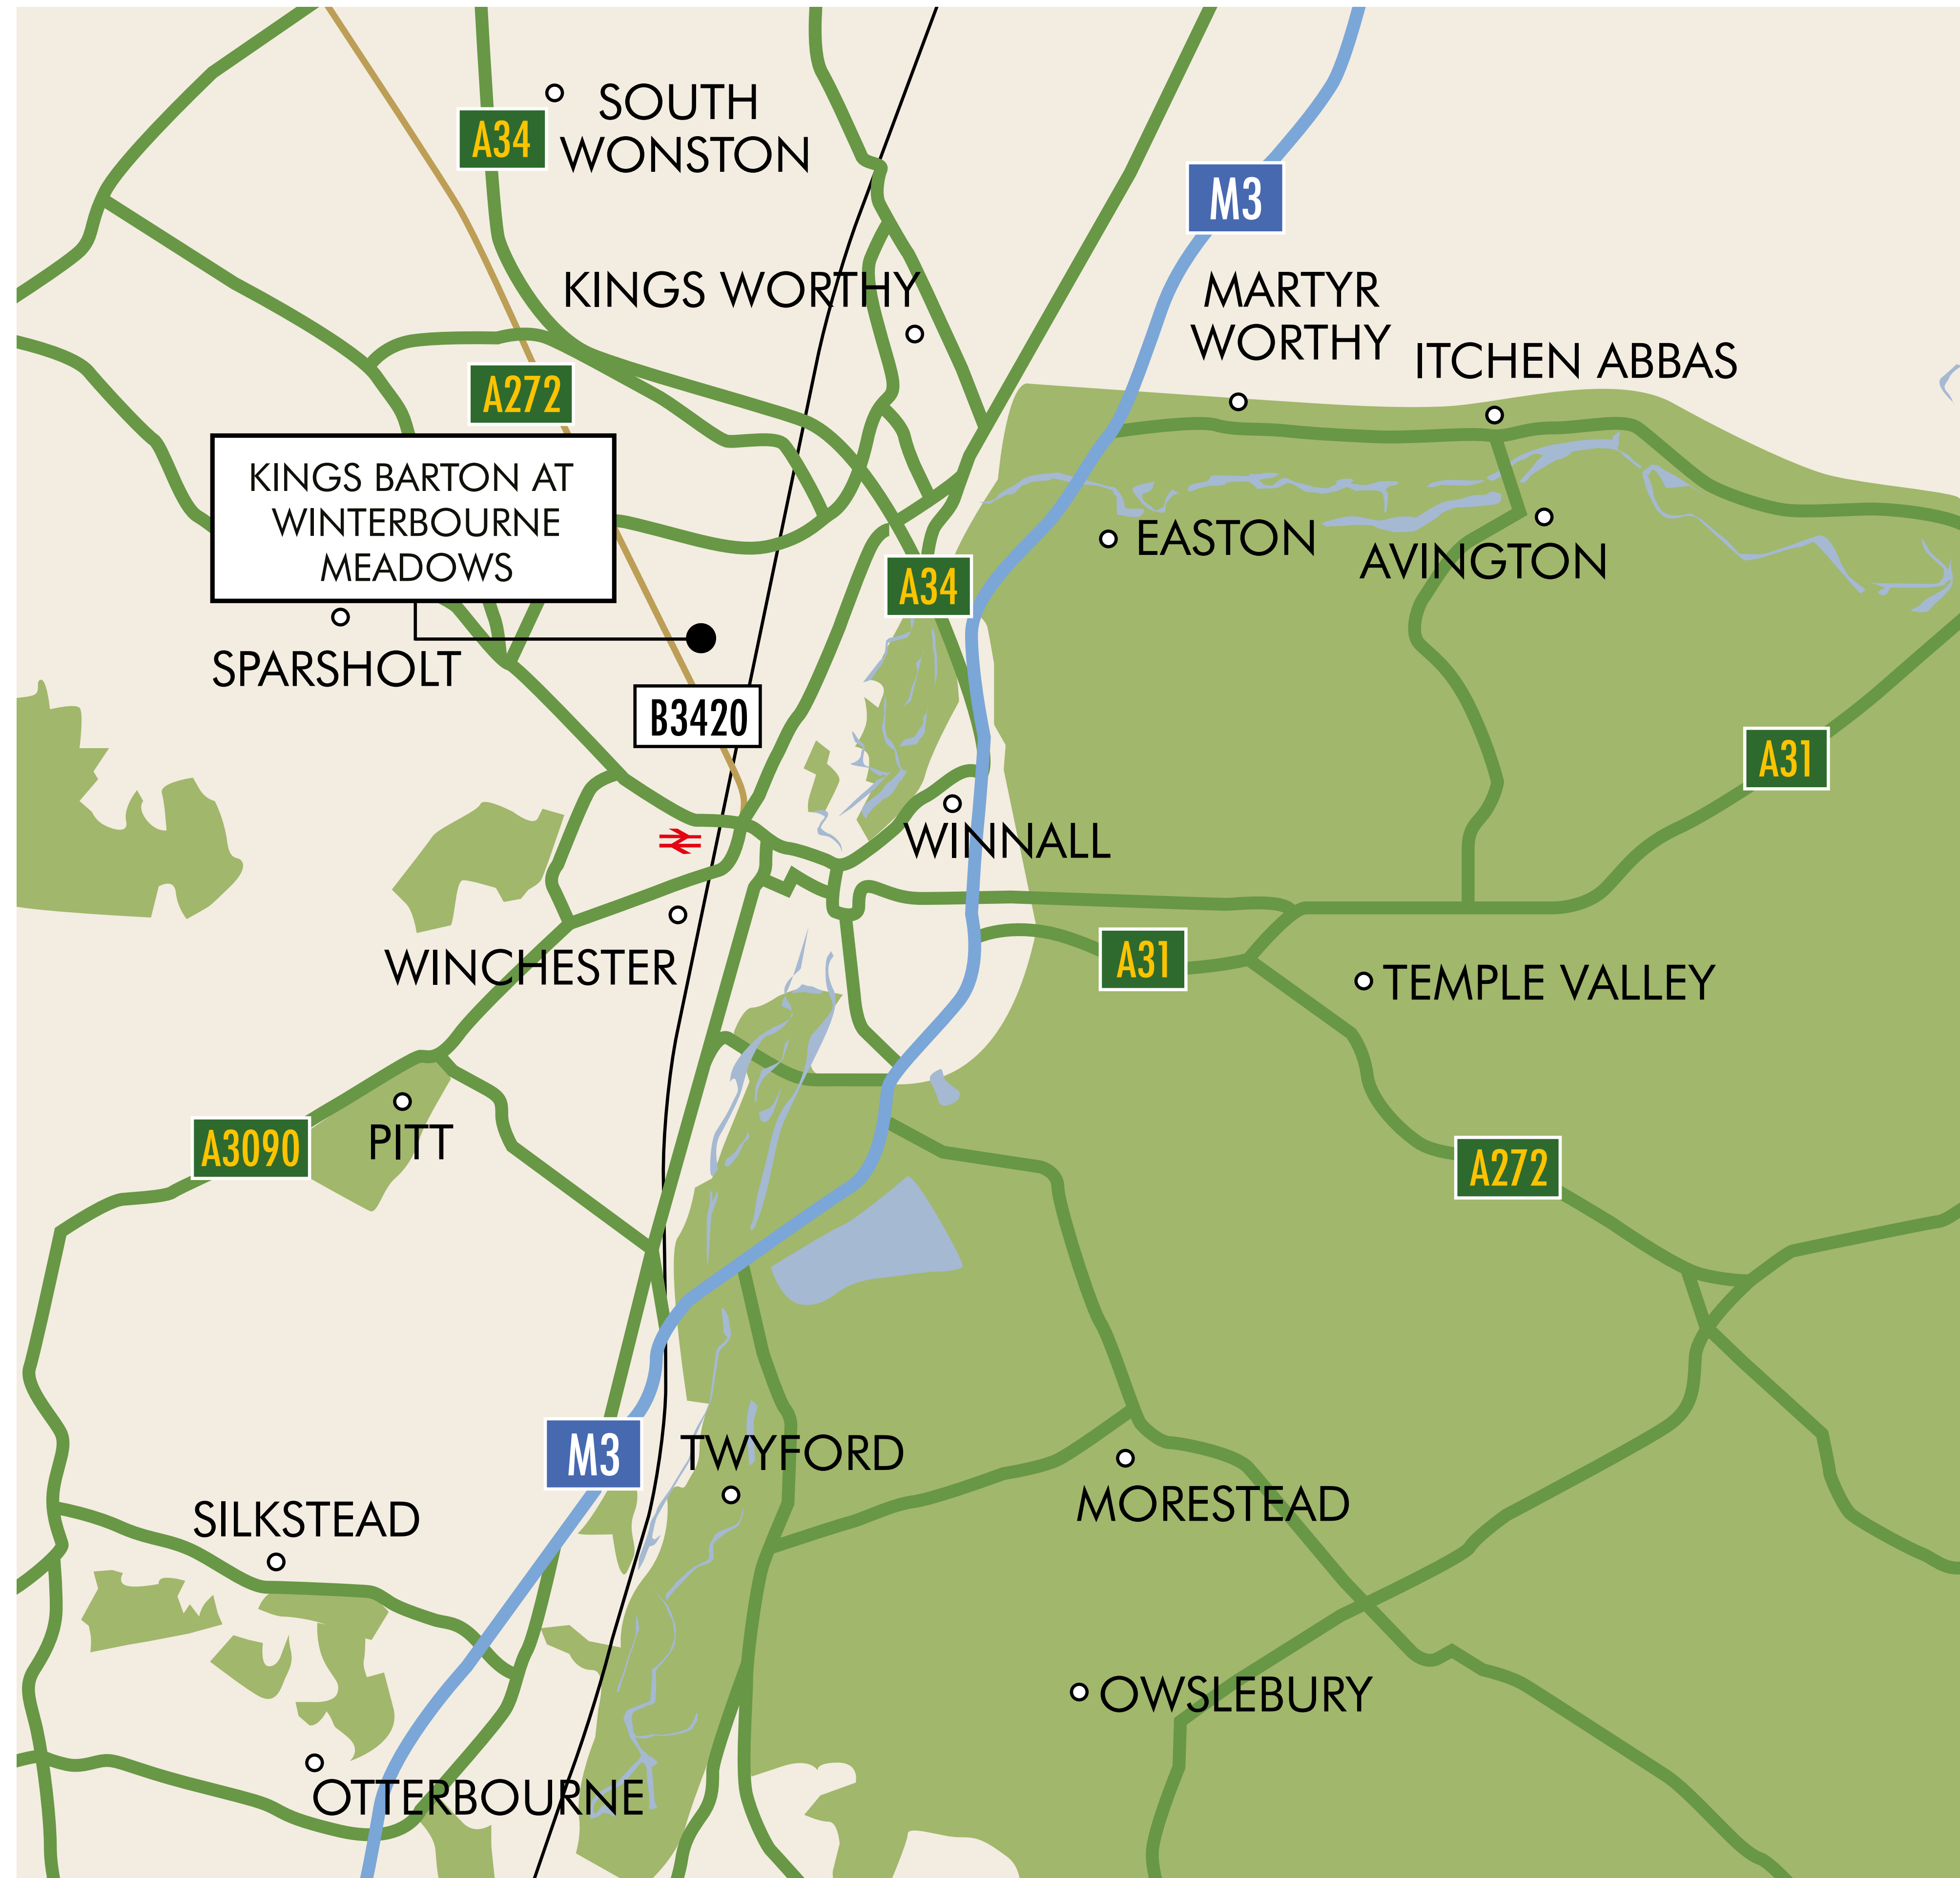 SOUTH
WONSTON
A34
M3
KINGS WORTHY
MARTYR
WORTHY
ITCHEN ABBAS
A272
KINGS BARTON AT
WINTERBOURNE
MEADOWS
EASTON
AVINGTON
A34
SPARSHOLT
B3420
A31
WINNALL
WINCHESTER
A31
TEMPLE VALLEY
PITT
A3090
A272
M3
TWYFORD
MORESTEAD
SILKSTEAD
OWSLEBURY
OTTERBOURNE